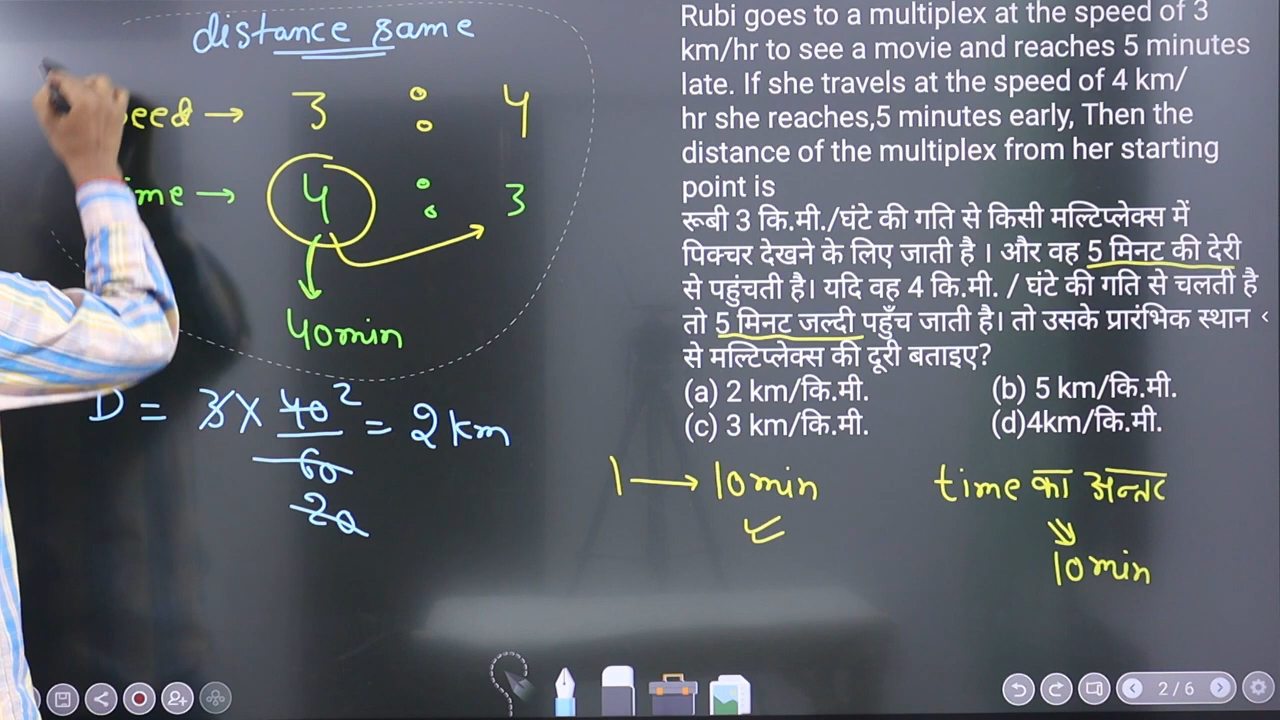 distance same
eed → 3 : 4
ime → 4 : 3
40min
D = 3 × 40 2 = 2 km
60
20
Rubi goes to a multiplex at the speed of 3
km/hr to see a movie and reaches 5 minutes
late. If she travels at the speed of 4 km/
hr she reaches,5 minutes early, Then the
distance of the multiplex from her starting
point is
रूबी 3 कि.मी./घंटे की गति से किसी मल्टिप्लेक्स में
पिक्चर देखने के लिए जाती है । और वह 5 मिनट की देरी
से पहुंचती है। यदि वह 4 कि.मी. / घंटे की गति से चलती है
तो 5 मिनट जल्दी पहुँच जाती है। तो उसके प्रारंभिक स्थान
से मल्टिप्लेक्स की दूरी बताइए?
(a) 2 km/कि.मी. (b) 5 km/कि.मी.
(c) 3 km/कि.मी. (d)4km/कि.मी.
1 → 10min
time का अन्तर
10min
2/6